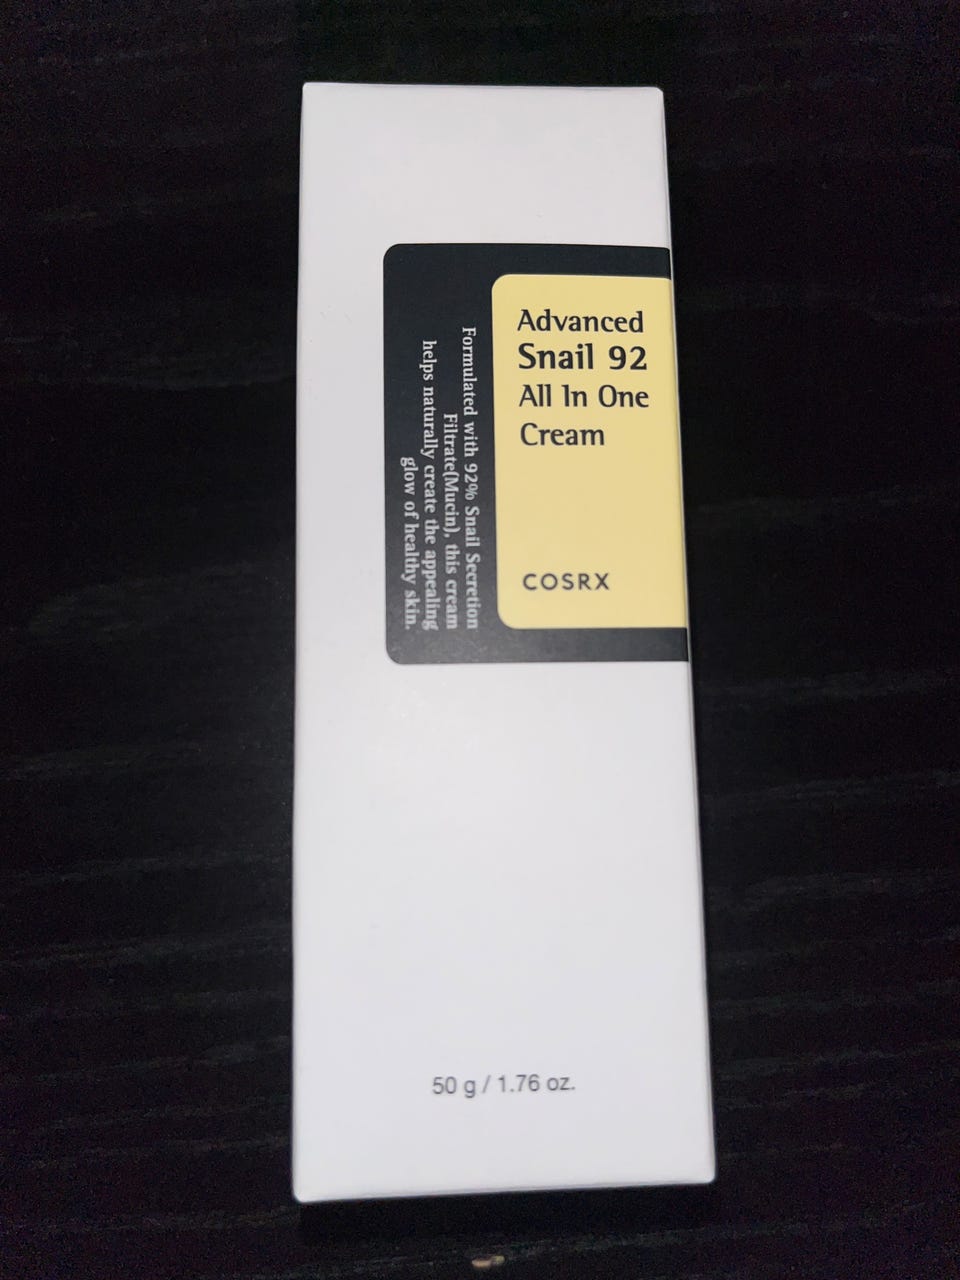 Advanced
Snail 92
All In One
Cream
COSRX
Formulated with 92% Snail Secretion
Filtrate(Mucin), this cream
helps naturally create the appealing
glow of healthy skin.
50 g / 1.76 oz.